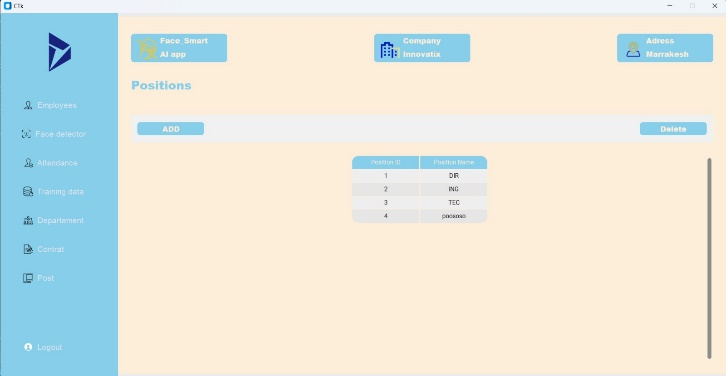 CTk
Face_Smart
AI app
Company
Innovatix
Adress
Marrakesh
Positions
Employees
Face detector
Attendance
Training data
Departement
Contrat
Post
Logout
ADD
Delete
Position ID Position Name
1 DIR
2 ING
3 TEC
4 poososo